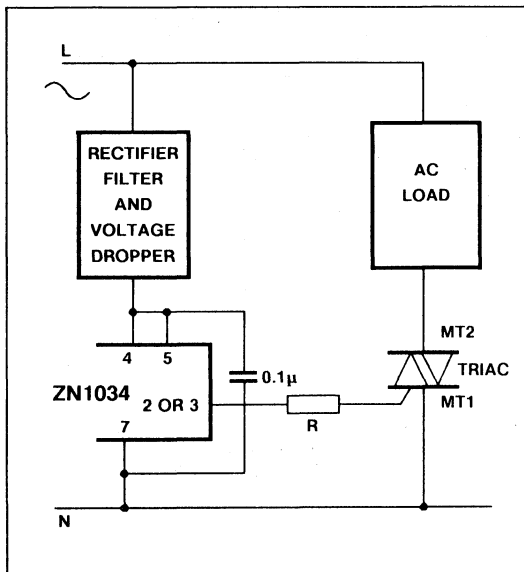 L
RECTIFIER
FILTER
AND
VOLTAGE
DROPPER
AC
LOAD
MT2
TRIAC
MT1
4 5
0.1μ
ZN1034
2 OR 3
7
R
N